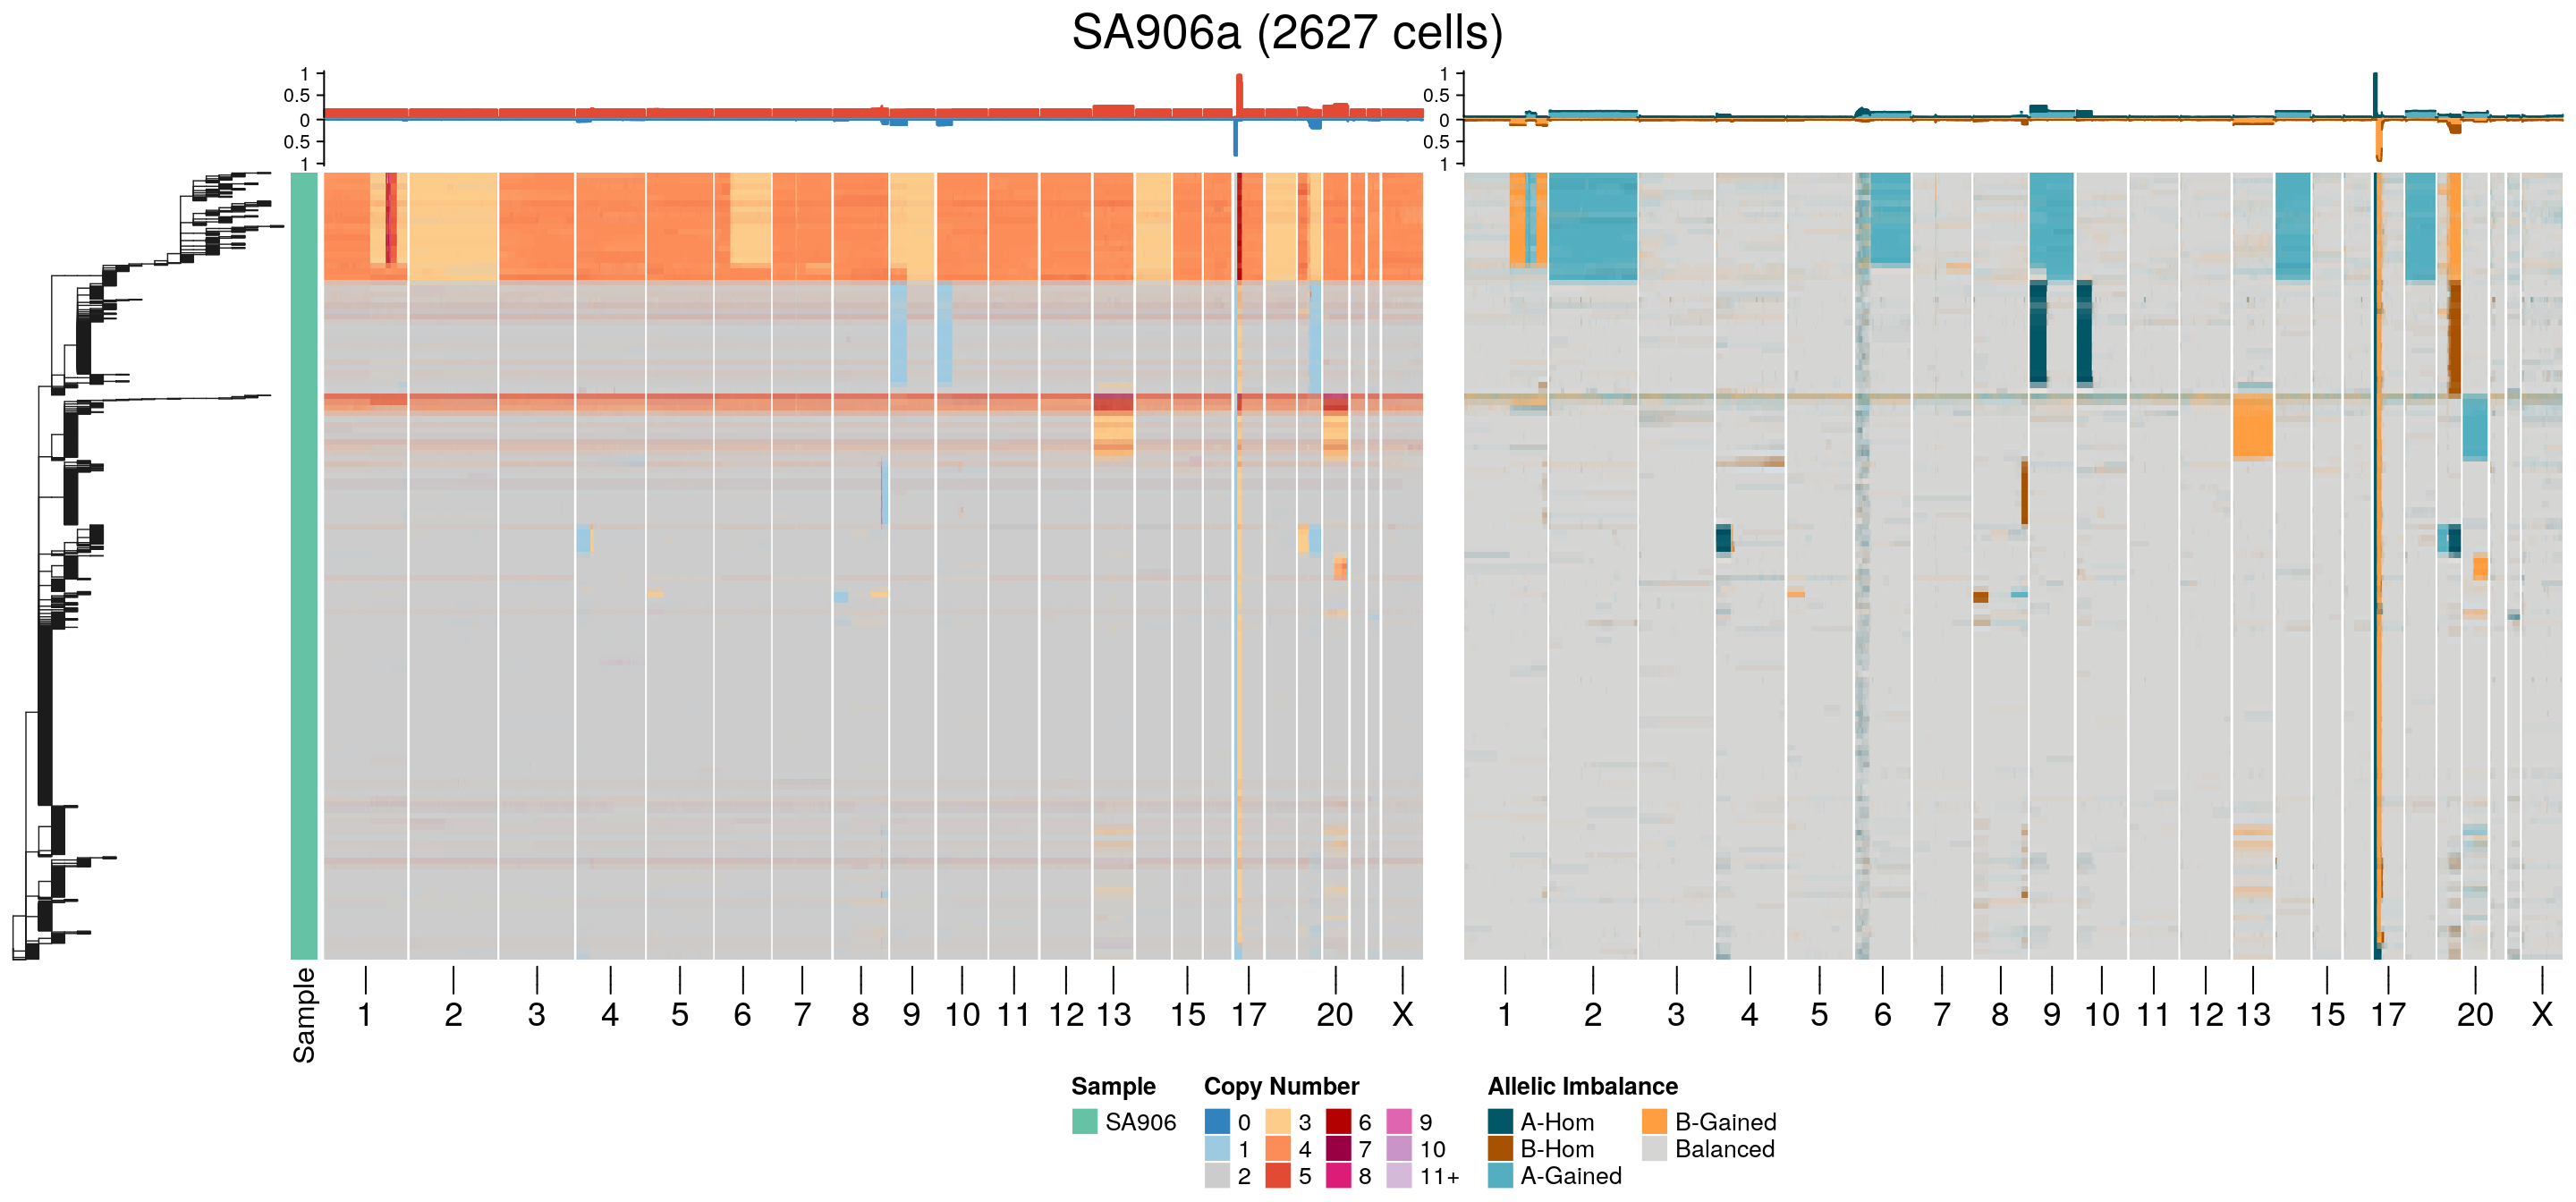 SA906a (2627 cells)
1
0.5
0
0.5
1
1
0.5
0
0.5
1
Sample
1 2 3 4 5 6 7 8 9 10 11 12 13 15 17 20 X
1 2 3 4 5 6 7 8 9 10 11 12 13 15 17 20 X
Sample
SA906
Copy Number
0 3 6 9
1 4 7 10
2 5 8 11+
Allelic Imbalance
A-Hom B-Gained
B-Hom Balanced
A-Gained